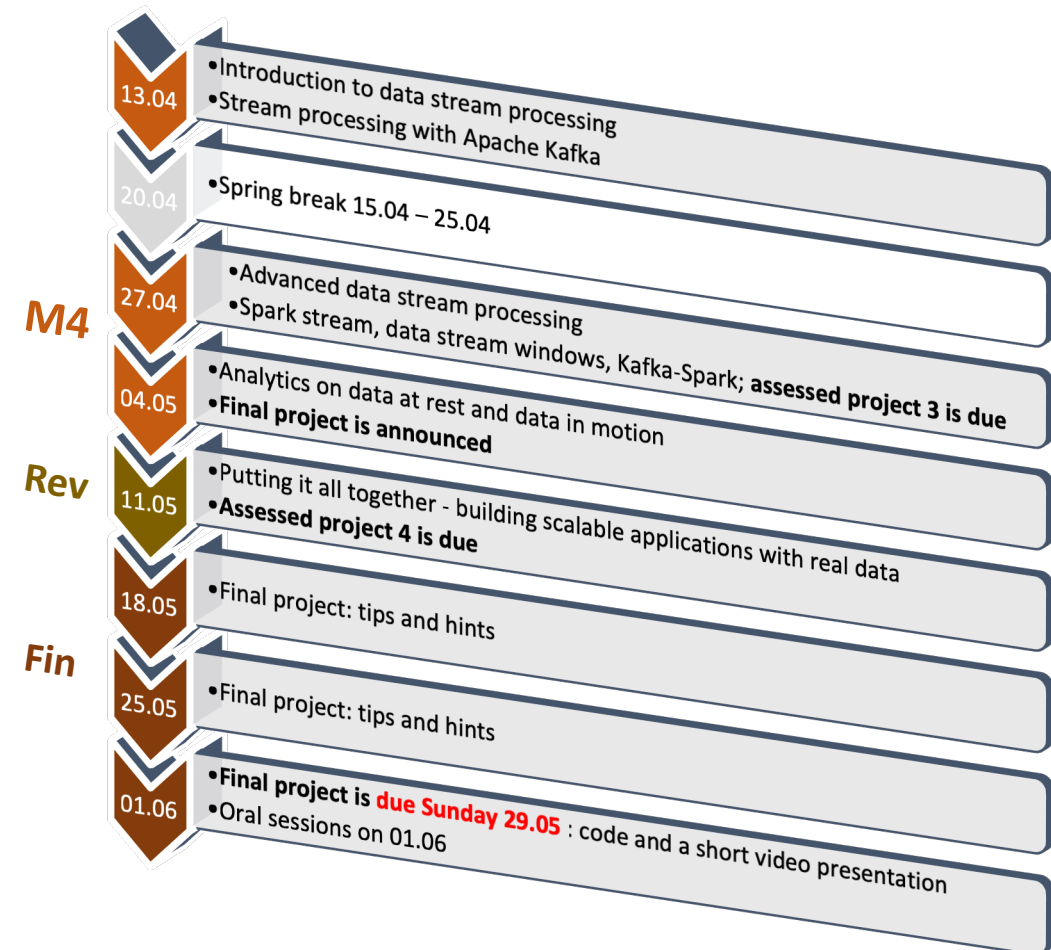 13.04
•Introduction to data stream processing
•Stream processing with Apache Kafka
20.04
•Spring break 15.04 – 25.04
M4
27.04
•Advanced data stream processing
•Spark stream, data stream windows, Kafka-Spark; assessed project 3 is due
04.05
•Analytics on data at rest and data in motion
•Final project is announced
Rev
11.05
•Putting it all together - building scalable applications with real data
•Assessed project 4 is due
18.05
•Final project: tips and hints
Fin
25.05
•Final project: tips and hints
01.06
•Final project is due Sunday 29.05 : code and a short video presentation
•Oral sessions on 01.06